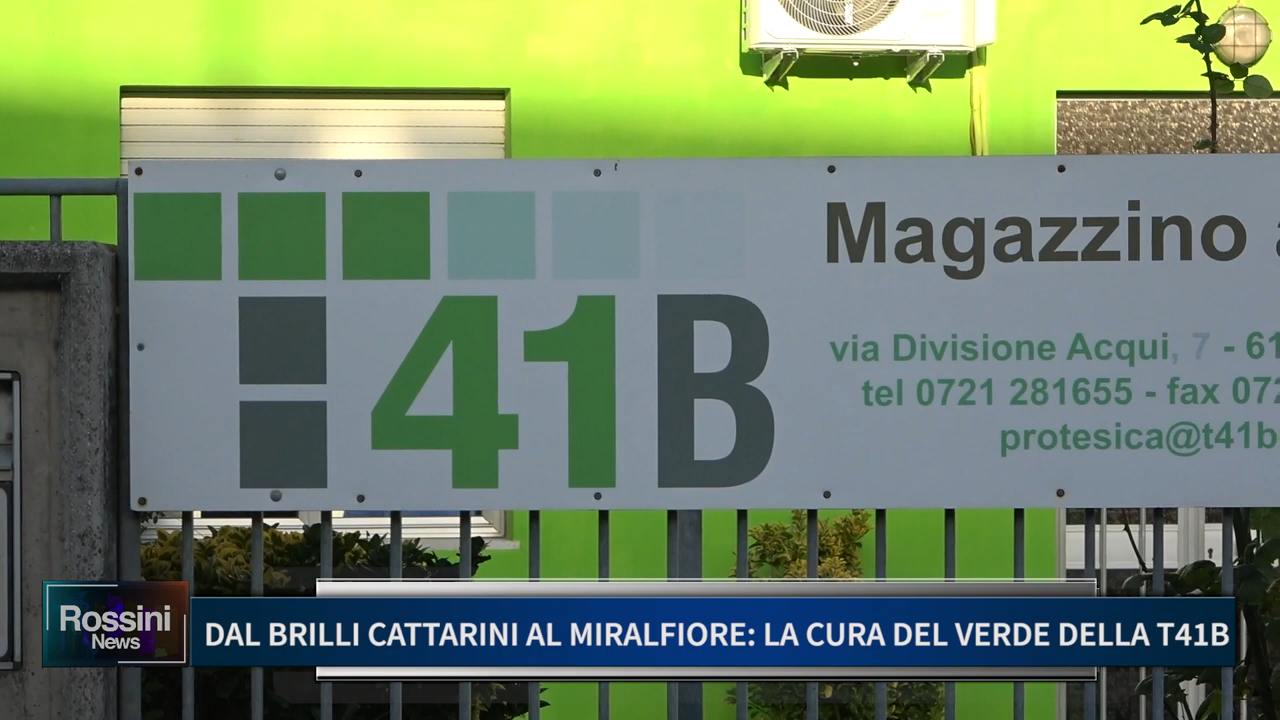 Magazzino
T41B
via Divisione Acqui, 7 - 61
tel 0721 281655 - fax 072
protesica@t41b
Rossini
News
DAL BRILLI CATTARINI AL MIRALFIORE: LA CURA DEL VERDE DELLA T41B